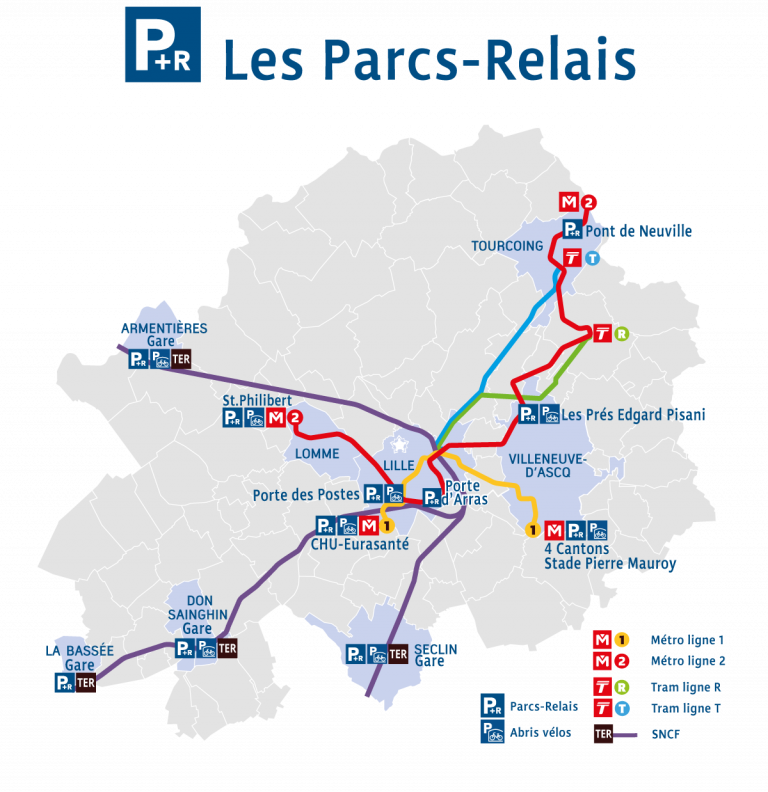 P+R Les Parcs-Relais
M 2
P+R Pont de Neuville
TOURCOING
T T
ARMENTIÈRES
Gare
P+R P TER
T R
St.Philibert
P+R P M 2
P+R P Les Prés Edgard Pisani
LOMME
LILLE
VILLENEUVE-
D'ASCQ
Porte des Postes P+R P
P+R Porte
d'Arras
P+R P M 1
CHU-Eurasanté
1 M P+R P
4 Cantons
Stade Pierre Mauroy
DON
SAINGHIN
Gare
P+R P TER
LA BASSÉE
Gare
P+R TER
P+R P TER SECLIN
Gare
M 1 Métro ligne 1
M 2 Métro ligne 2
T R Tram ligne R
T T Tram ligne T
P+R Parcs-Relais
P Abris vélos
TER SNCF